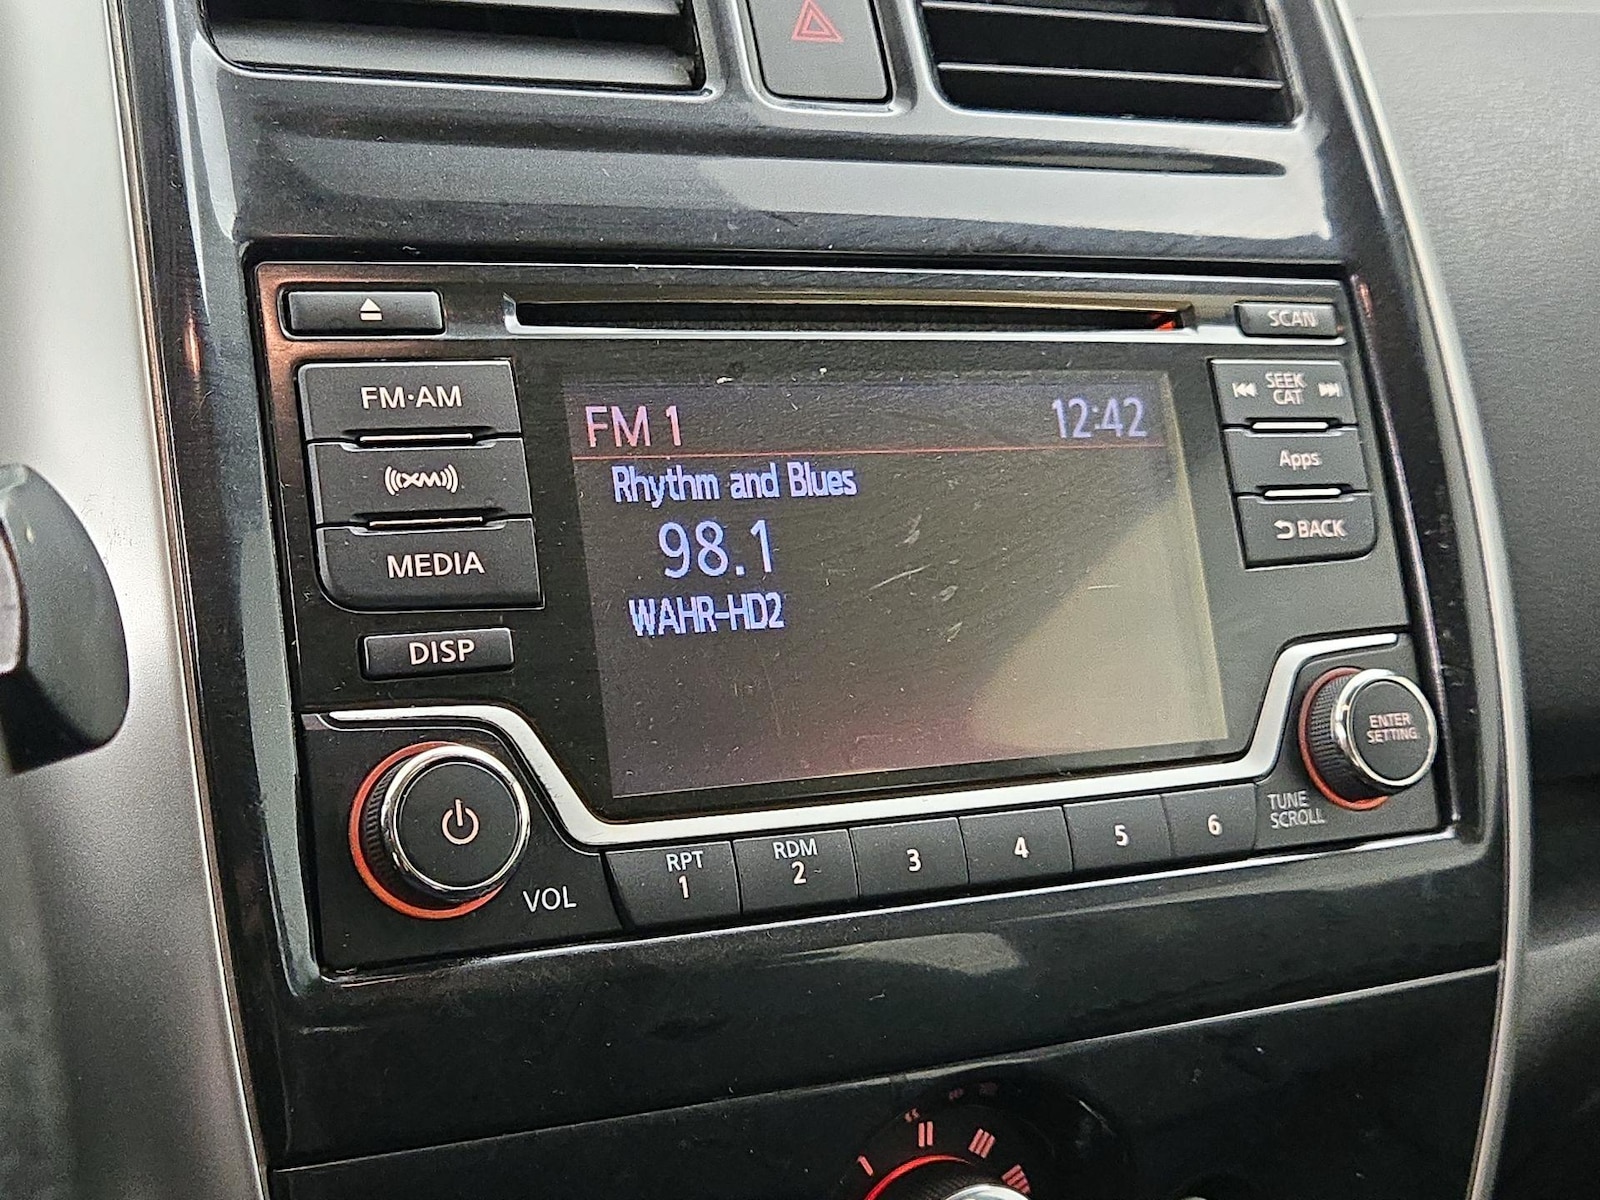 SCAN
FM·AM
SEEK
CAT
FM 1 12:42
Rhythm and Blues
Apps
((XM))
98.1
BACK
MEDIA
WAHR-HD2
DISP
ENTER
SETTING
TUNE
SCROLL
VOL
RPT
1
RDM
2
3
4
5
6